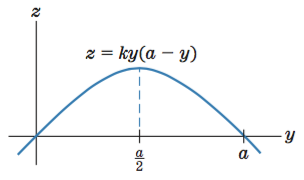 z
z = ky(a − y)
y
a/2
a